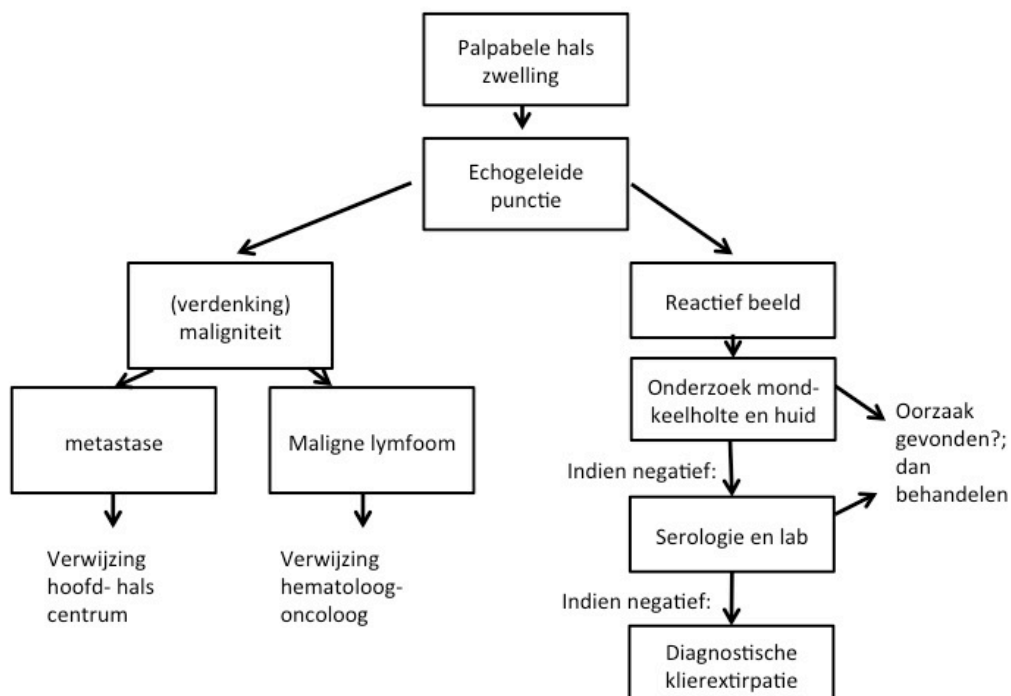 Palpabele hals
zwelling
Echogeleide
punctie
(verdenking)
maligniteit
Reactief beeld
metastase
Maligne lymfoom
Onderzoek mond-
keelholte en huid
Oorzaak
gevonden?;
dan
behandelen
Indien negatief:
Serologie en lab
Verwijzing
hoofd- hals
centrum
Verwijzing
hematoloog-
oncoloog
Indien negatief:
Diagnostische
klierextirpatie